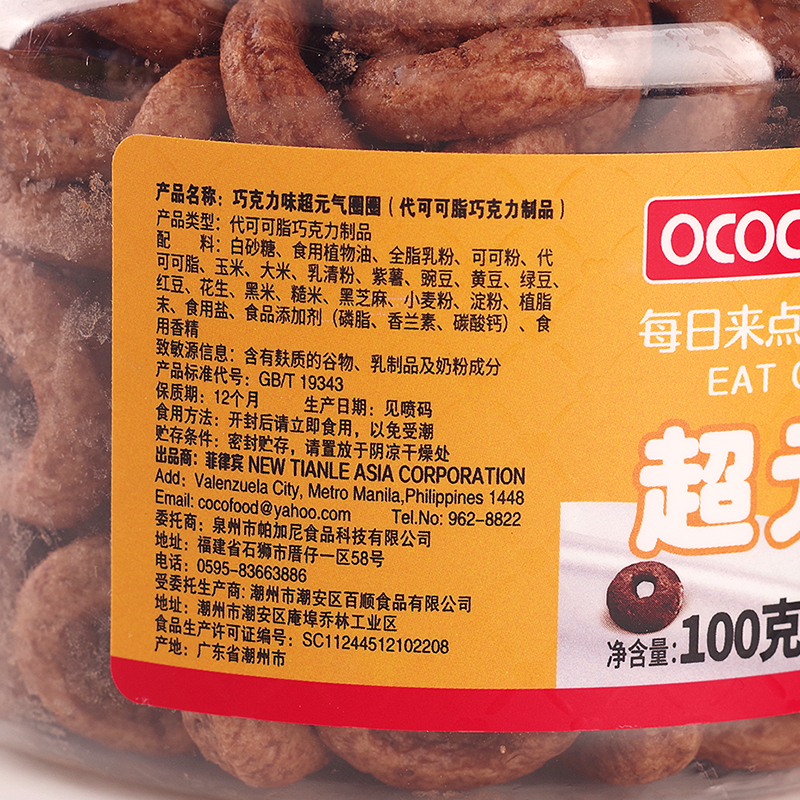 产品名称：巧克力味超元气圈圈（代可可脂巧克力制品）
产品类型：代可可脂巧克力制品
配　料：白砂糖、食用植物油、全脂乳粉、可可粉、代
可可脂、玉米、大米、乳清粉、紫薯、豌豆、黄豆、绿豆、
红豆、花生、黑米、糙米、黑芝麻、小麦粉、淀粉、植脂
末、食用盐、食品添加剂（磷脂、香兰素、碳酸钙）、食
用香精
致敏源信息：含有麸质的谷物、乳制品及奶粉成分
产品标准代号：GB/T 19343
保质期：12个月　生产日期：见喷码
食用方法：开封后请立即食用，以免受潮
贮存条件：密封贮存，请置放于阴凉干燥处
出品商：菲律宾 NEW TIANLE ASIA CORPORATION
Add：Valenzuela City, Metro Manila,Philippines 1448
Email: cocofood@yahoo.com　Tel.No: 962-8822
委托商：泉州市帕加尼食品科技有限公司
地址：福建省石狮市厝仔一区58号
电话：0595-83663886
受委托生产商：潮州市潮安区百顺食品有限公司
地址：潮州市潮安区庵埠乔林工业区
食品生产许可证编号：SC11244512102208
产地：广东省潮州市
OCOC
每日来点
EAT
超元
净含量:100克